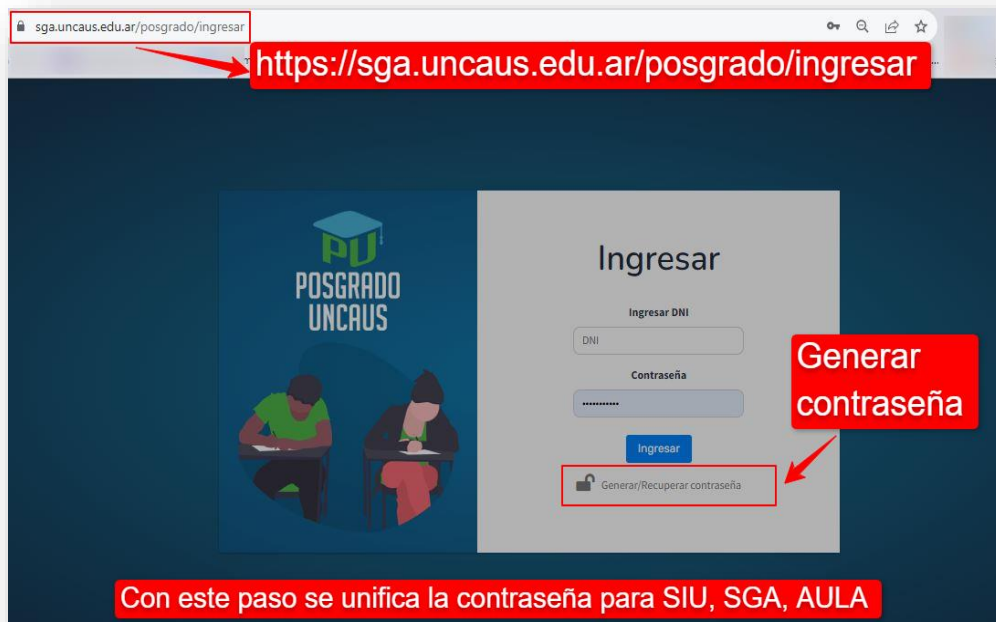 sga.uncaus.edu.ar/posgrado/ingresar
https://sga.uncaus.edu.ar/posgrado/ingresar
PU
POSGRADO
UNCAUS
Ingresar
Ingresar DNI
DNI
Contraseña
Ingresar
Generar/Recuperar contraseña
Generar
contraseña
Con este paso se unifica la contraseña para SIU, SGA, AULA